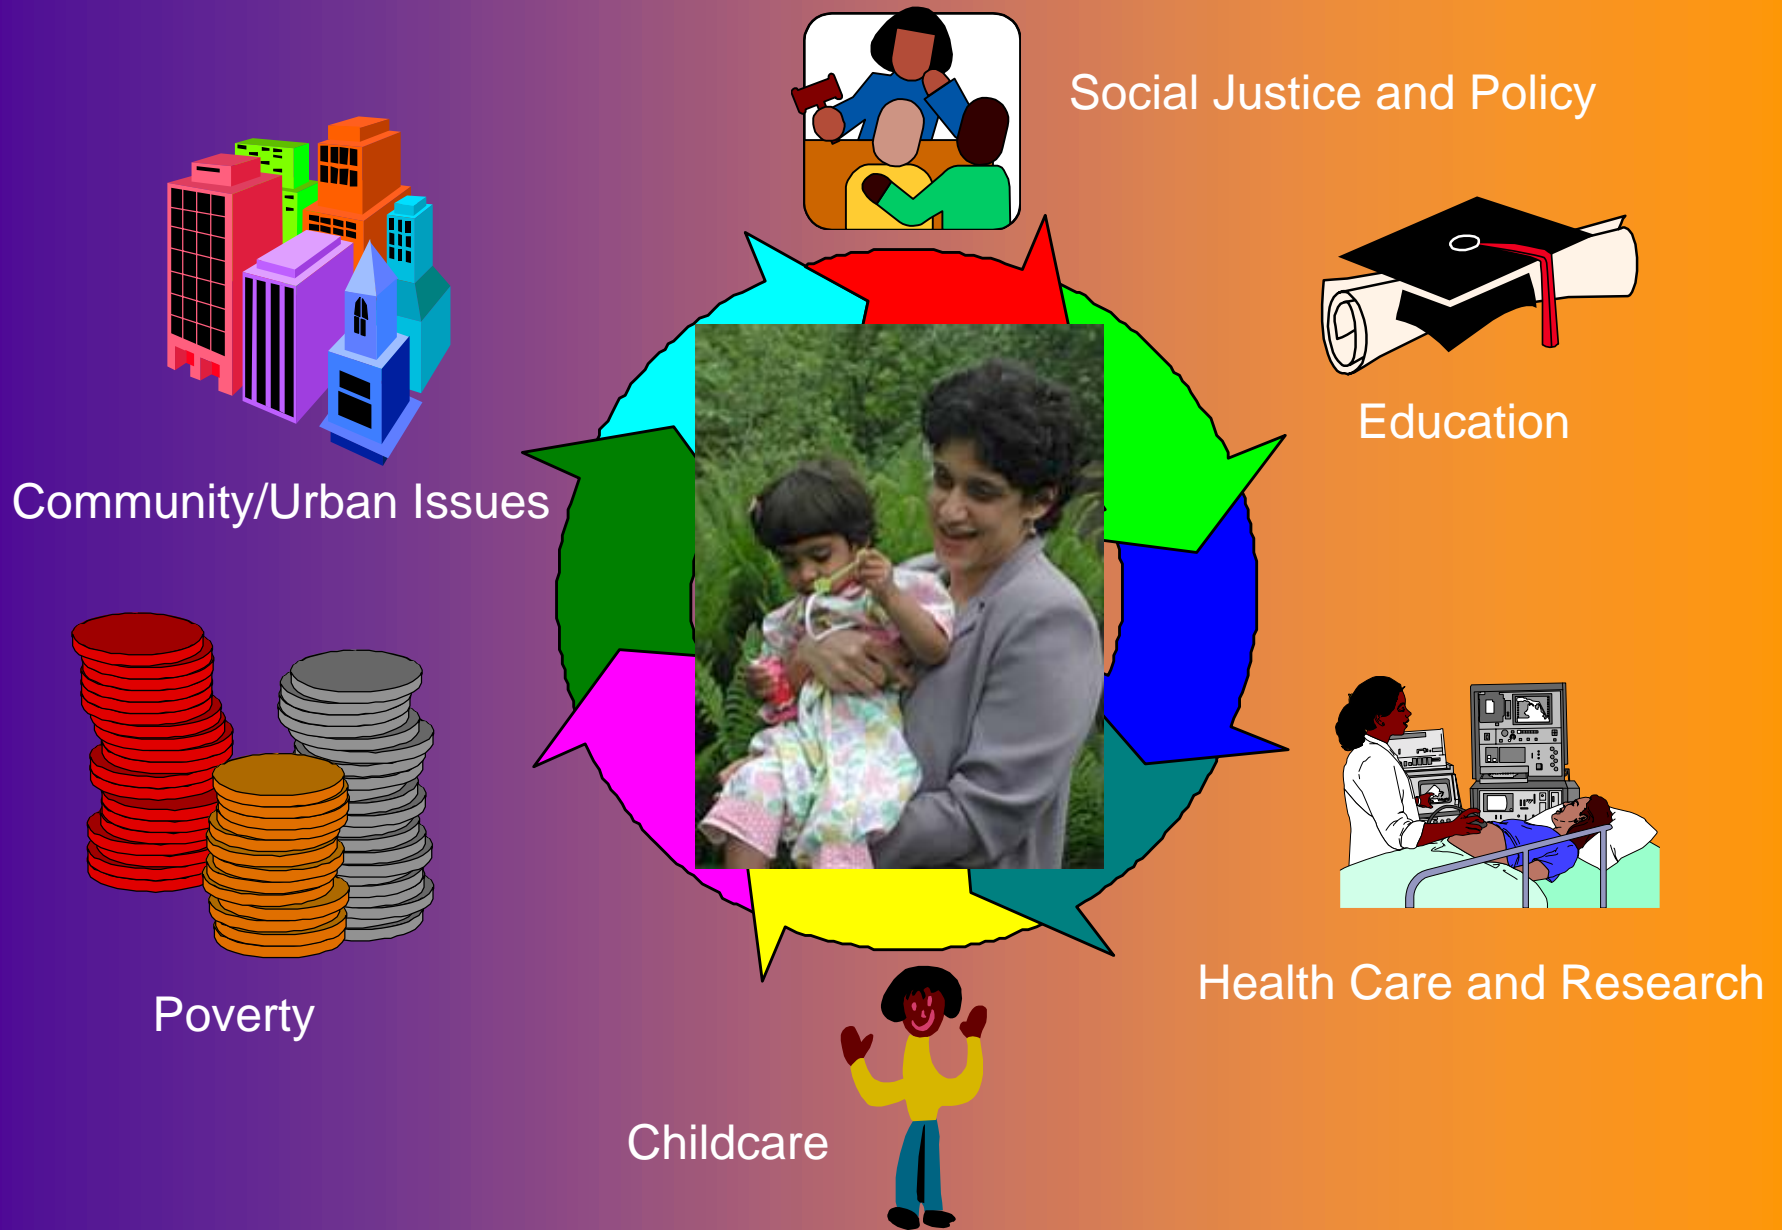 Social Justice and Policy
Education
Community/Urban Issues
Health Care and Research
Poverty
Childcare